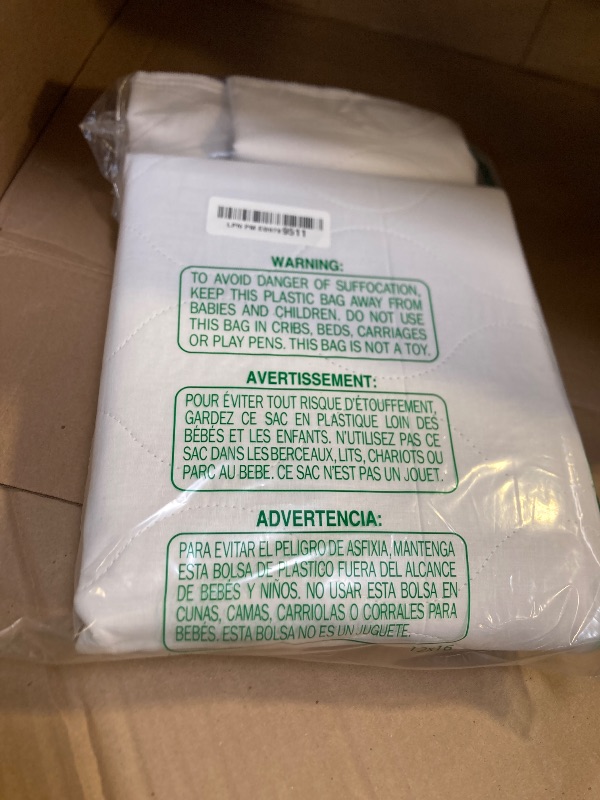 LPN PM 9511
WARNING:
TO AVOID DANGER OF SUFFOCATION,
KEEP THIS PLASTIC BAG AWAY FROM
BABIES AND CHILDREN. DO NOT USE
THIS BAG IN CRIBS, BEDS, CARRIAGES
OR PLAY PENS. THIS BAG IS NOT A TOY.
AVERTISSEMENT:
POUR ÉVITER TOUT RISQUE D'ÉTOUFFEMENT,
GARDEZ CE SAC EN PLASTIQUE LOIN DES
BÉBÉS ET LES ENFANTS. N'UTILISEZ PAS CE
SAC DANS LES BERCEAUX, LITS, CHARIOTS OU
PARC AU BEBE. CE SAC N'EST PAS UN JOUET.
ADVERTENCIA:
PARA EVITAR EL PELIGRO DE ASFIXIA, MANTENGA
ESTA BOLSA DE PLASTICO FUERA DEL ALCANCE
DE BEBÉS Y NIÑOS. NO USAR ESTA BOLSA EN
CUNAS, CAMAS, CARRIOLAS O CORRALES PARA
BEBÉS. ESTA BOLSA NO ES UN JUGUETE.
12x16